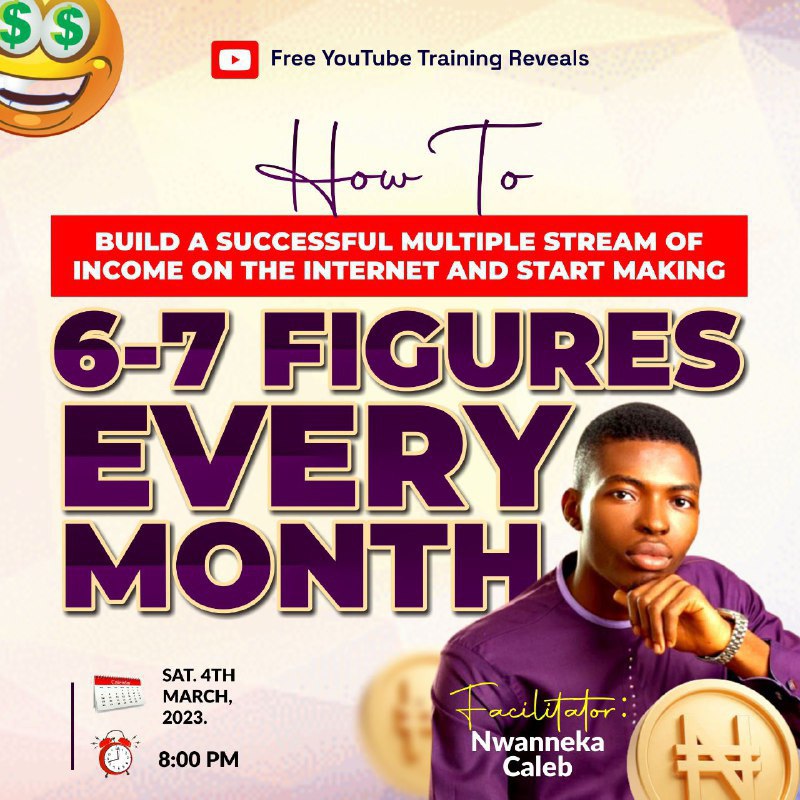 Free YouTube Training Reveals
How To
BUILD A SUCCESSFUL MULTIPLE STREAM OF
INCOME ON THE INTERNET AND START MAKING
6-7 FIGURES
EVERY
MONTH
SAT. 4TH
MARCH,
2023.
8:00 PM
Facilitator:
Nwanneka
Caleb